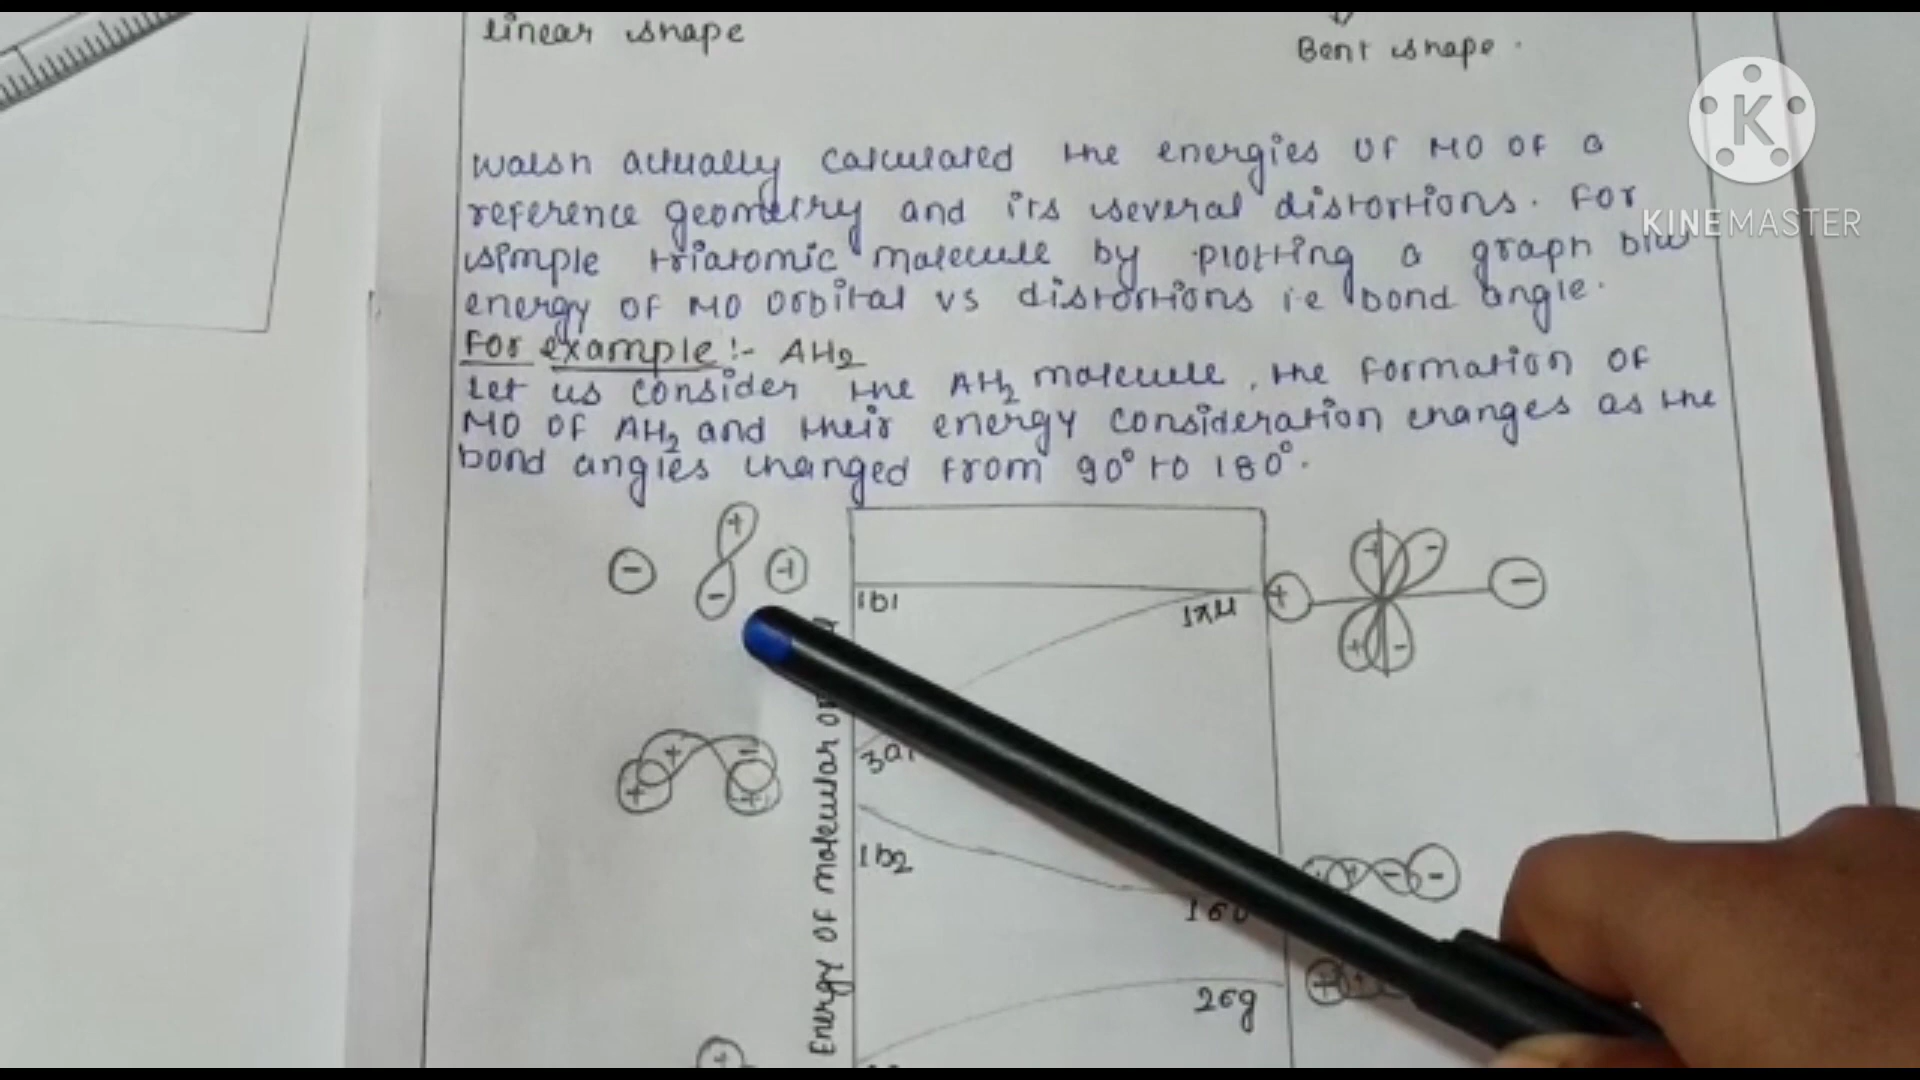 linear shape
Bent shape.
K
KINEMASTER
Walsh actually calculated the energies of MO of a
reference geometry and its several distortions. For
simple triatomic molecule by plotting a graph b/w
energy of MO orbital vs distortions i.e bond angle.
For example:- AH2
Let us consider the AH2 molecule, the formation of
MO of AH2 and their energy consideration changes as the
bond angles changed from 90° to 180°.
+
- +
-
1b1
1πu
+ -
+ -
+ -
3a1
+ -
+ +
1b2
1σu
+ + - -
2σg
+ +
+
Energy of molecular